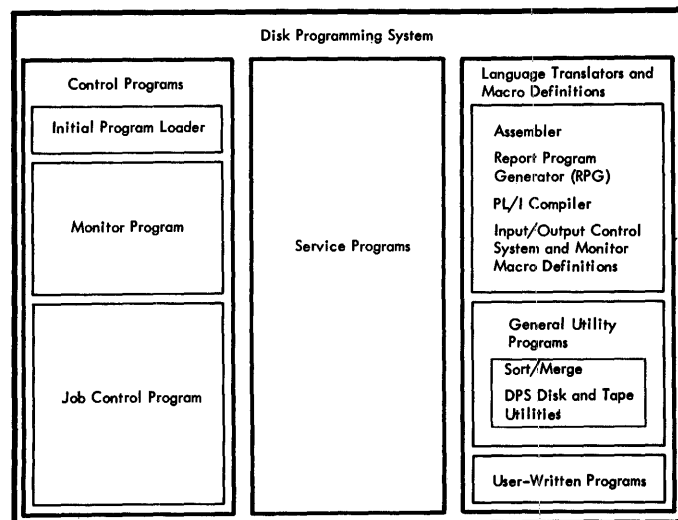 Disk Programming System
Control Programs
Initial Program Loader
Monitor Program
Job Control Program
Service Programs
Language Translators and
Macro Definitions
Assembler
Report Program
Generator (RPG)
PL/I Compiler
Input/Output Control
System and Monitor
Macro Definitions
General Utility
Programs
Sort/Merge
DPS Disk and Tape
Utilities
User-Written Programs